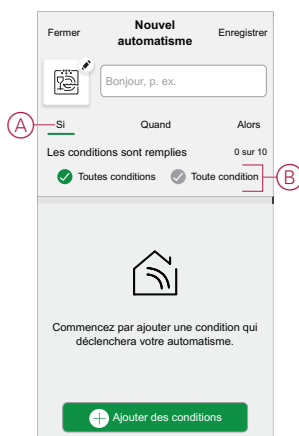 Fermer
Nouvel
automatisme
Enregistrer
Bonjour, p. ex.
A
Si
Quand
Alors
Les conditions sont remplies
0 sur 10
Toutes conditions
Toute condition
B
Commencez par ajouter une condition qui
déclenchera votre automatisme.
Ajouter des conditions